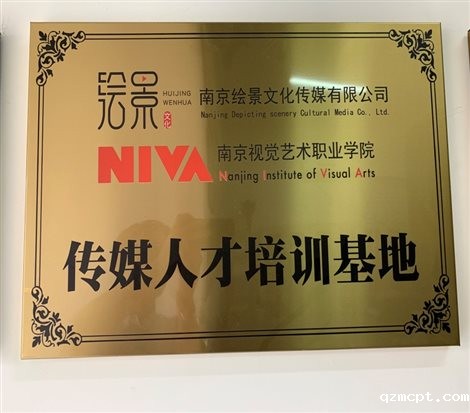 绘景
HUIJING
WENHUA
文化
南京绘景文化传媒有限公司
Nanjing Depicting scenery Cultural Media Co., Ltd.
NIVA
南京视觉艺术职业学院
Nanjing Institute of Visual Arts
传媒人才培训基地
qzmcpt.com